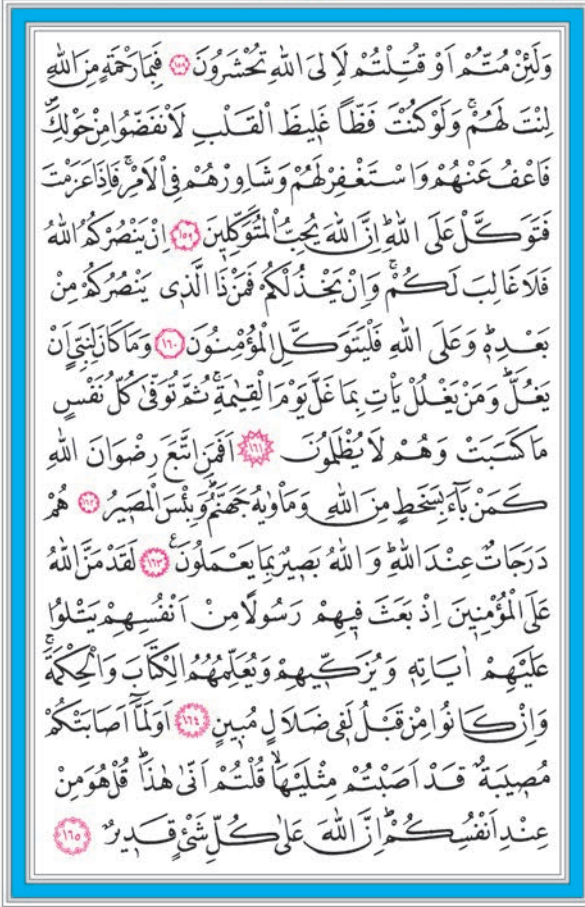 وَلَئِنْ مُتُّمْ اَوْ قُتِلْتُمْ لَاِلَى اللّٰهِ تُحْشَرُونَ ﴿١٥٨﴾ فَبِمَا رَحْمَةٍ مِنَ اللّٰهِ
لِنْتَ لَهُمْۚ وَلَوْ كُنْتَ فَظًّا غَلٖيظَ الْقَلْبِ لَانْفَضُّوا مِنْ حَوْلِكَۖ
فَاعْفُ عَنْهُمْ وَاسْتَغْفِرْ لَهُمْ وَشَاوِرْهُمْ فِي الْاَمْرِۚ فَاِذَا عَزَمْتَ
فَتَوَكَّلْ عَلَى اللّٰهِؕ اِنَّ اللّٰهَ يُحِبُّ الْمُتَوَكِّلٖينَ ﴿١٥٩﴾ اِنْ يَنْصُرْكُمُ اللّٰهُ
فَلَا غَالِبَ لَكُمْۚ وَاِنْ يَخْذُلْكُمْ فَمَنْ ذَا الَّذٖي يَنْصُرُكُمْ مِنْ
بَعْدِهٖؕ وَعَلَى اللّٰهِ فَلْيَتَوَكَّلِ الْمُؤْمِنُونَ ﴿١٦٠﴾ وَمَا كَانَ لِنَبِيٍّ اَنْ
يَغُلَّؕ وَمَنْ يَغْلُلْ يَاْتِ بِمَا غَلَّ يَوْمَ الْقِيٰمَةِۚ ثُمَّ تُوَفّٰى كُلُّ نَفْسٍ
مَا كَسَبَتْ وَهُمْ لَا يُظْلَمُونَ ﴿١٦١﴾ اَفَمَنِ اتَّبَعَ رِضْوَانَ اللّٰهِ
كَمَنْ بَٓاءَ بِسَخَطٍ مِنَ اللّٰهِ وَمَأْوٰيهُ جَهَنَّمُؕ وَبِئْسَ الْمَصٖيرُ ﴿١٦٢﴾ هُمْ
دَرَجَاتٌ عِنْدَ اللّٰهِؕ وَاللّٰهُ بَصٖيرٌ بِمَا يَعْمَلُونَ ﴿١٦٣﴾ لَقَدْ مَنَّ اللّٰهُ
عَلَى الْمُؤْمِنٖينَ اِذْ بَعَثَ فٖيهِمْ رَسُولًا مِنْ اَنْفُسِهِمْ يَتْلُوا
عَلَيْهِمْ اٰيَاتِهٖ وَيُزَكّٖيهِمْ وَيُعَلِّمُهُمُ الْكِتَابَ وَالْحِكْمَةَۚ
وَاِنْ كَانُوا مِنْ قَبْلُ لَفٖي ضَلَالٍ مُبٖينٍ ﴿١٦٤﴾ اَوَلَمَّٓا اَصَابَتْكُمْ
مُصٖيبَةٌ قَدْ اَصَبْتُمْ مِثْلَيْهَاۙ قُلْتُمْ اَنّٰى هٰذَاؕ قُلْ هُوَ مِنْ
عِنْدِ اَنْفُسِكُمْؕ اِنَّ اللّٰهَ عَلٰى كُلِّ شَيْءٍ قَدٖيرٌ ﴿١٦٥﴾